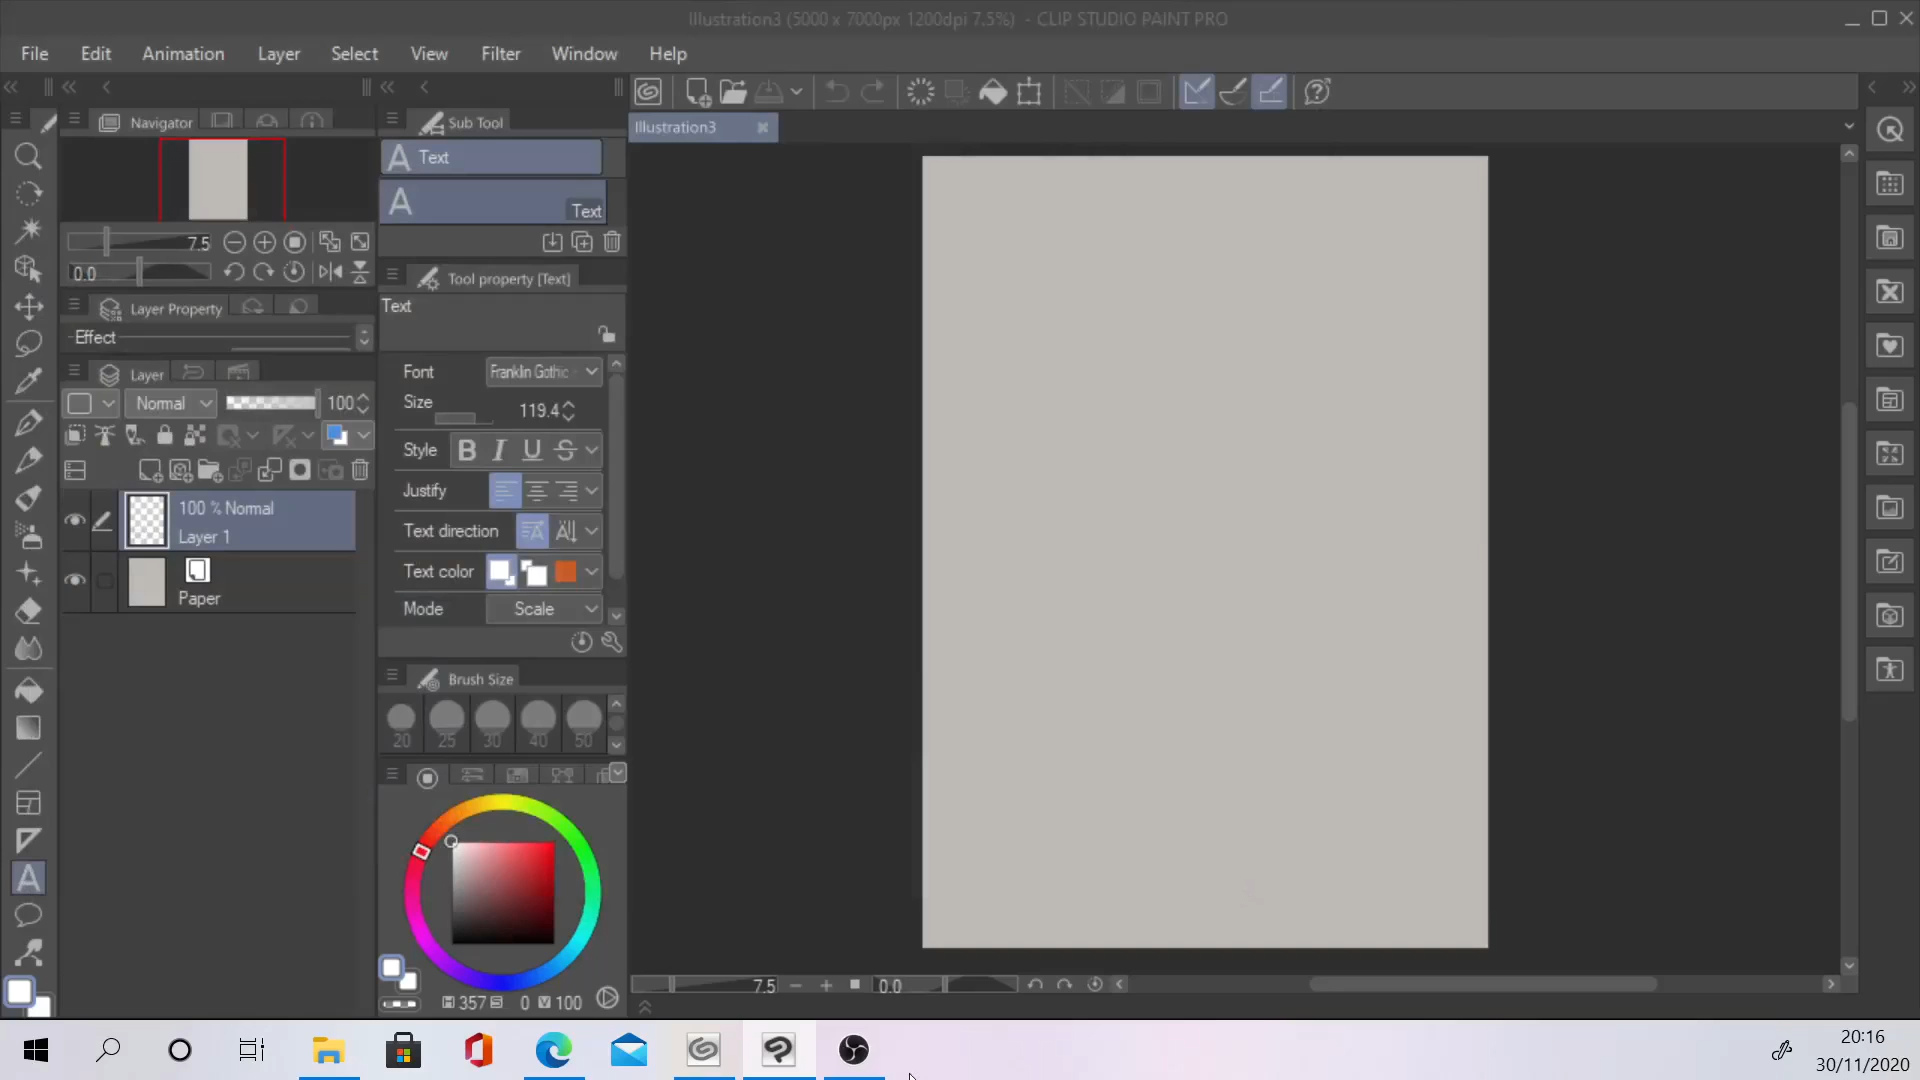 Illustration3 (5000 x 7000px 1200dpi 7.5%) - CLIP STUDIO PAINT PRO
File Edit Animation Layer Select View Filter Window Help
Navigator
Sub Tool
Illustration3
Text
Text
7.5
0.0
Tool property [Text]
Text
Layer Property
Effect
Font Franklin Gothic
Layer
Size 119.4
Normal 100
Style B I U S
Justify
100 % Normal
Layer 1
Text direction
Text color
Paper
Mode Scale
Brush Size
20 25 30 40 50
H 357 S 0 V 100
7.5 0.0
20:16
30/11/2020